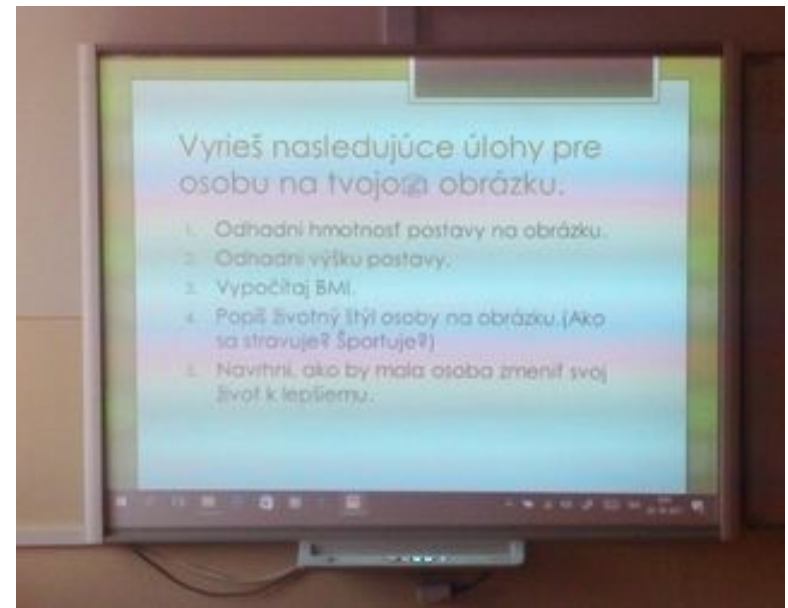 Vyrieš nasledujúce úlohy pre
osobu na tvojom obrázku.
1. Odhadni hmotnosť postavy na obrázku.
2. Odhadni výšku postavy.
3. Vypočítaj BMI.
4. Popíš životný štýl osoby na obrázku.(Ako
sa stravuje? Športuje?)
5. Navrhni, ako by mala osoba zmeniť svoj
život k lepšiemu.